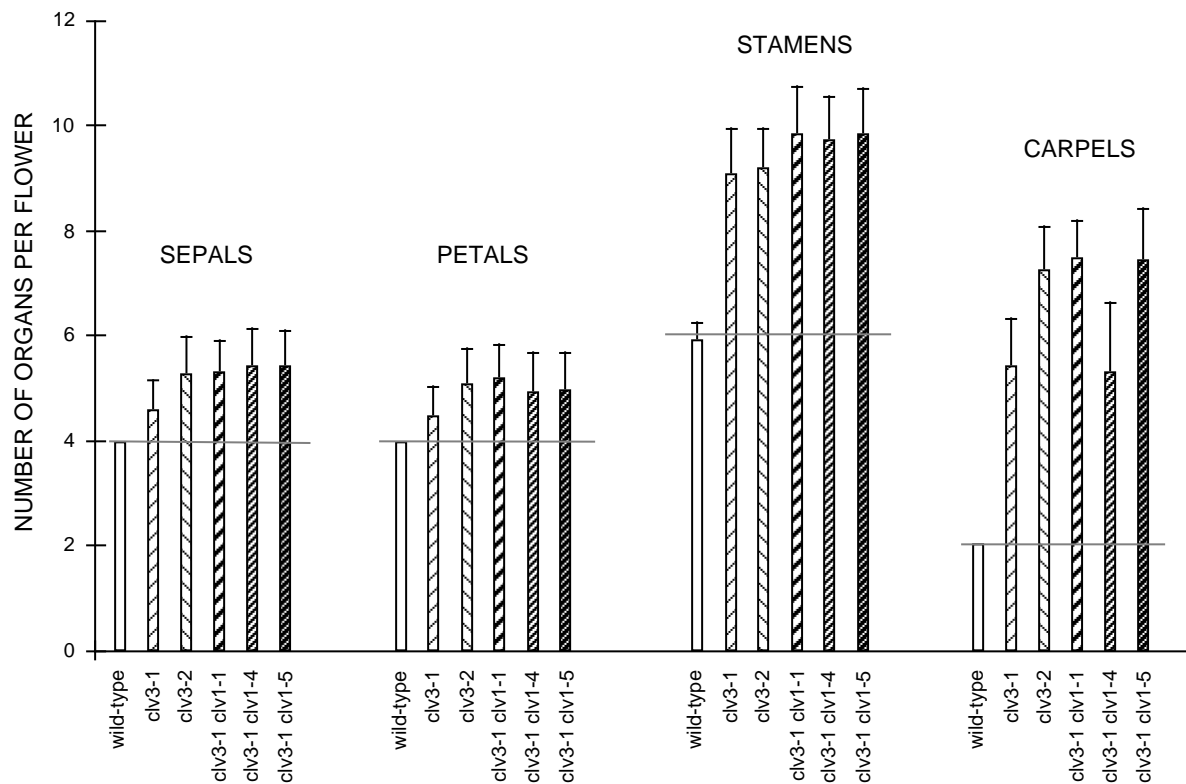 12
10
8
6
4
2
0
NUMBER OF ORGANS PER FLOWER
SEPALS
PETALS
STAMENS
CARPELS
wild-type
clv3-1
clv3-2
clv3-1 clv1-1
clv3-1 clv1-4
clv3-1 clv1-5
wild-type
clv3-1
clv3-2
clv3-1 clv1-1
clv3-1 clv1-4
clv3-1 clv1-5
wild-type
clv3-1
clv3-2
clv3-1 clv1-1
clv3-1 clv1-4
clv3-1 clv1-5
wild-type
clv3-1
clv3-2
clv3-1 clv1-1
clv3-1 clv1-4
clv3-1 clv1-5